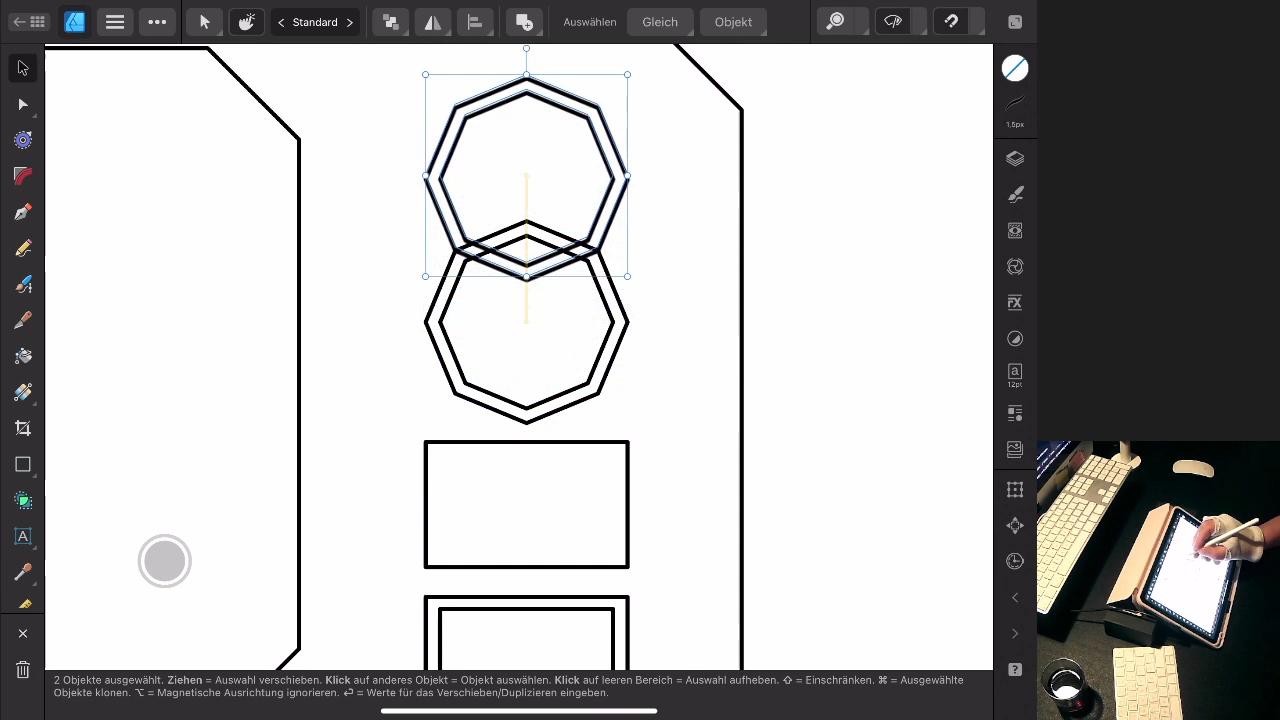 Standard
Auswählen
Gleich
Objekt
1,5px
a
12pt
A
?
2 Objekte ausgewählt. Ziehen = Auswahl verschieben. Klick auf anderes Objekt = Objekt auswählen. Klick auf leeren Bereich = Auswahl aufheben. ⇧ = Einschränken. ⌘ = Ausgewählte
Objekte klonen. ⌥ = Magnetische Ausrichtung ignorieren. ⏎ = Werte für das Verschieben/Duplizieren eingeben.